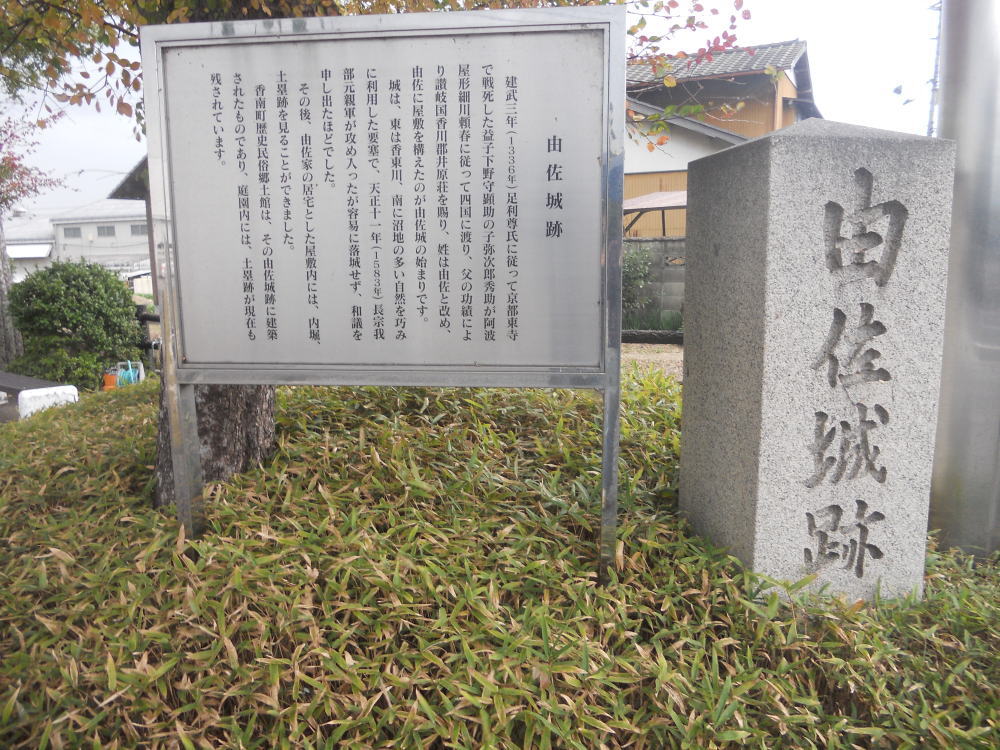 由佐城跡
建武三年(1336年)足利尊氏に従って京都東寺
で戦死した益子下野守顕助の子弥次郎秀助が阿波
屋形細川頼春に従って四国に渡り、父の功績によ
り讃岐国香川郡井原荘を賜り、姓は由佐と改め、
由佐に屋敷を構えたのが由佐城の始まりです。
城は、東は香東川、南に沼地の多い自然を巧み
に利用した要塞で、天正十一年(1583年)長宗我
部元親軍が攻め入ったが容易に落城せず、和議を
申し出たほどでした。
その後、由佐家の居宅とした屋敷内には、内堀、
土塁跡を見ることができました。
香南町歴史民俗郷土館は、その由佐城跡に建築
されたものであり、庭園内には、土塁跡が現在も
残されています。
由佐城跡